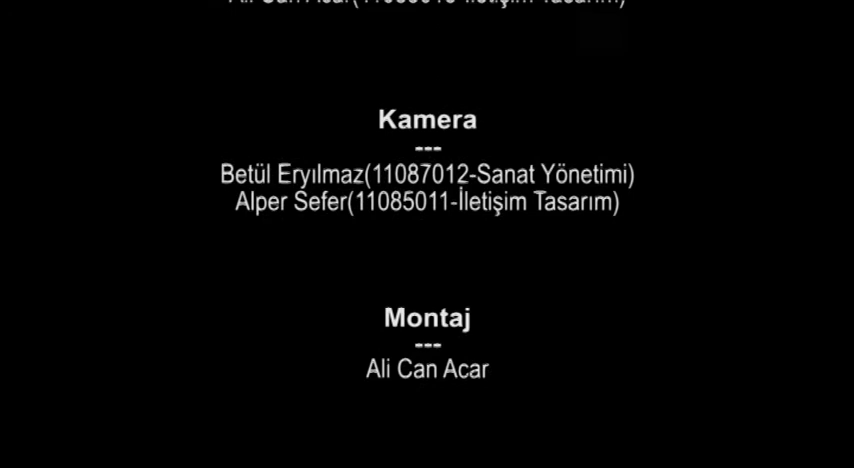 Kamera
---
Betül Eryılmaz(11087012-Sanat Yönetimi)
Alper Sefer(11085011-İletişim Tasarım)
Montaj
---
Ali Can Acar